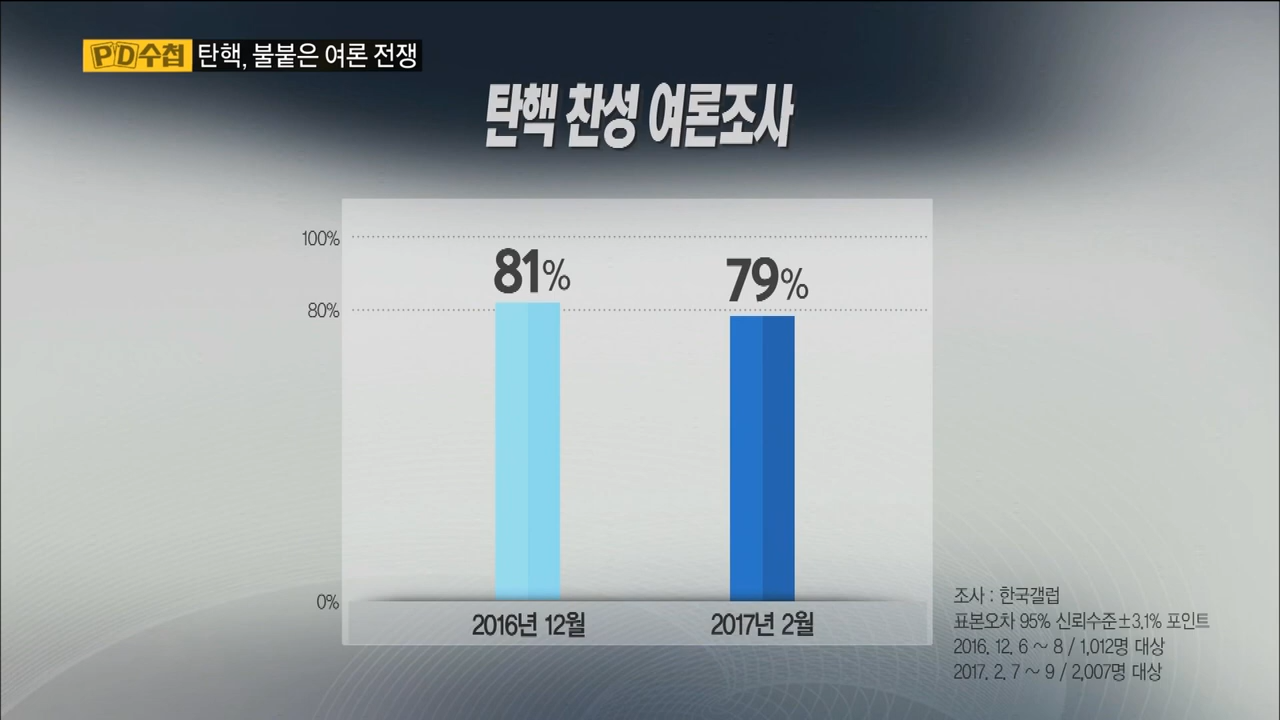 PD수첩 탄핵, 불붙은 여론 전쟁
탄핵 찬성 여론조사
100%
81%
79%
80%
0%
2016년 12월
2017년 2월
조사 : 한국갤럽
표본오차 95% 신뢰수준±3.1% 포인트
2016. 12. 6 ~ 8 / 1,012명 대상
2017. 2. 7 ~ 9 / 2,007명 대상